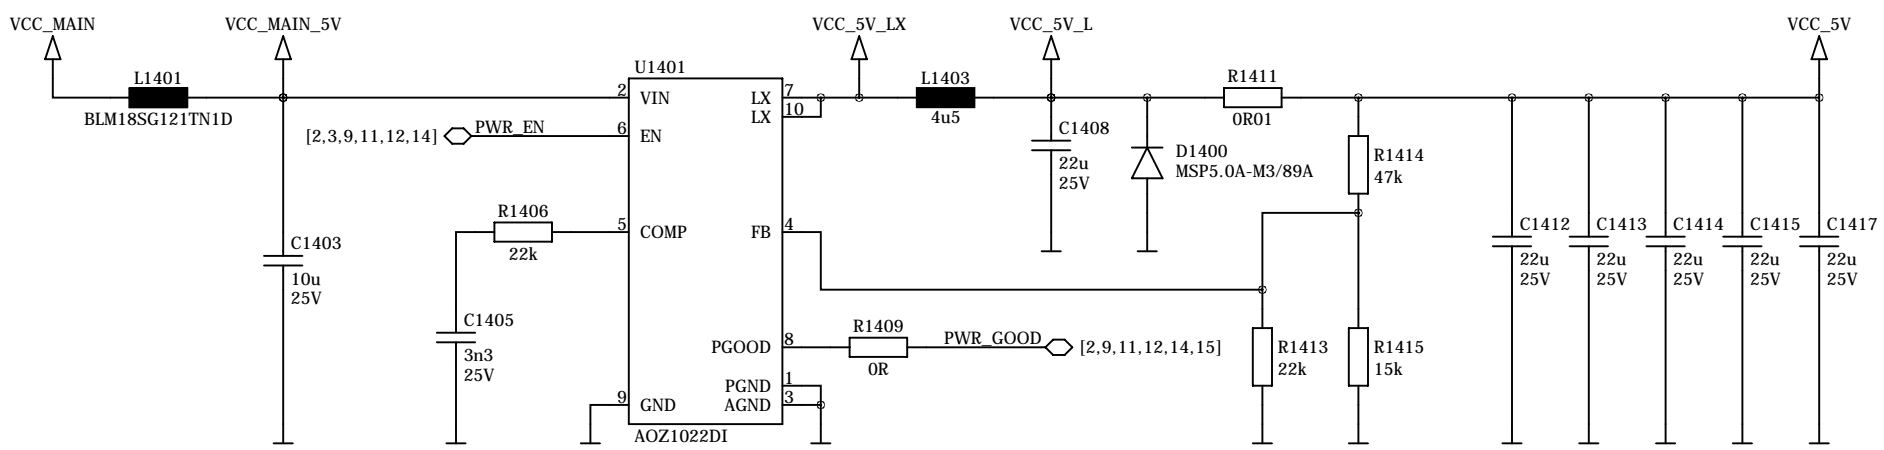 VCC_MAIN
VCC_MAIN_5V
VCC_5V_LX
VCC_5V_L
VCC_5V
L1401
BLM18SG121TN1D
U1401
2 VIN
LX 7
LX 10
6 EN
[2,3,9,11,12,14] PWR_EN
5 COMP
FB 4
PGOOD 8
PGND 1
AGND 3
9 GND
AOZ1022DI
L1403
4u5
R1411
0R01
C1408
22u
25V
D1400
MSP5.0A-M3/89A
R1414
47k
R1406
22k
C1403
10u
25V
C1405
3n3
25V
R1409
0R
PWR_GOOD [2,9,11,12,14,15]
R1413
22k
R1415
15k
C1412
22u
25V
C1413
22u
25V
C1414
22u
25V
C1415
22u
25V
C1417
22u
25V